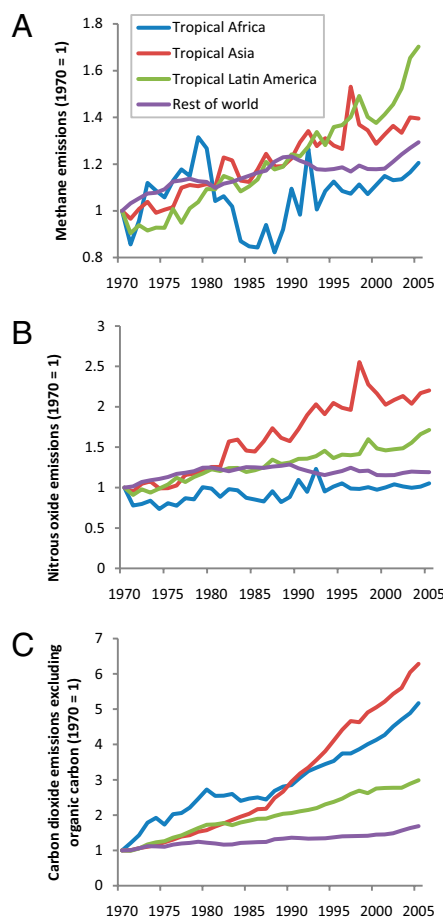 A
Methane emissions (1970 = 1)
1.8
1.6
1.4
1.2
1
0.8
Tropical Africa
Tropical Asia
Tropical Latin America
Rest of world
1970 1975 1980 1985 1990 1995 2000 2005
B
Nitrous oxide emissions (1970 = 1)
3
2.5
2
1.5
1
0.5
0
1970 1975 1980 1985 1990 1995 2000 2005
C
Carbon dioxide emissions excluding
organic carbon (1970 = 1)
7
6
5
4
3
2
1
0
1970 1975 1980 1985 1990 1995 2000 2005